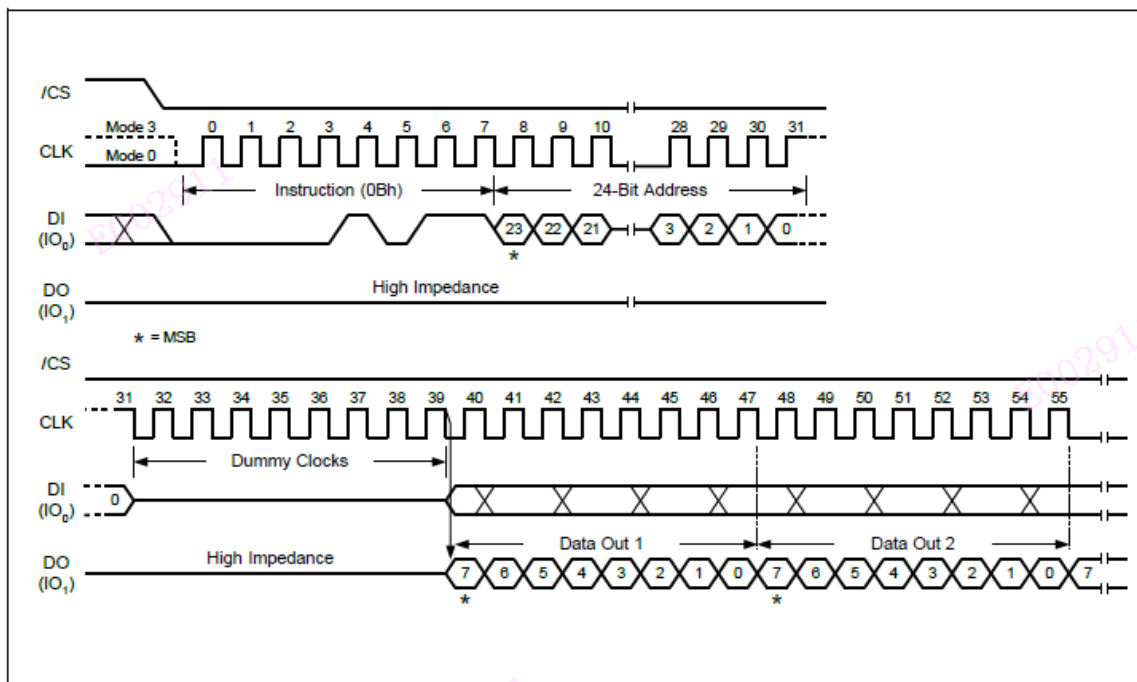 /CS
Mode 3 0 1 2 3 4 5 6 7 8 9 10 28 29 30 31
CLK
Mode 0
Instruction (0Bh) 24-Bit Address
DI
(IO0) 23 22 21 3 2 1 0
*
DO High Impedance
(IO1)
* = MSB
/CS
31 32 33 34 35 36 37 38 39 40 41 42 43 44 45 46 47 48 49 50 51 52 53 54 55
CLK
Dummy Clocks
DI 0
(IO0)
Data Out 1 Data Out 2
DO High Impedance
(IO1) 7 6 5 4 3 2 1 0 7 6 5 4 3 2 1 0 7
* *
E002911